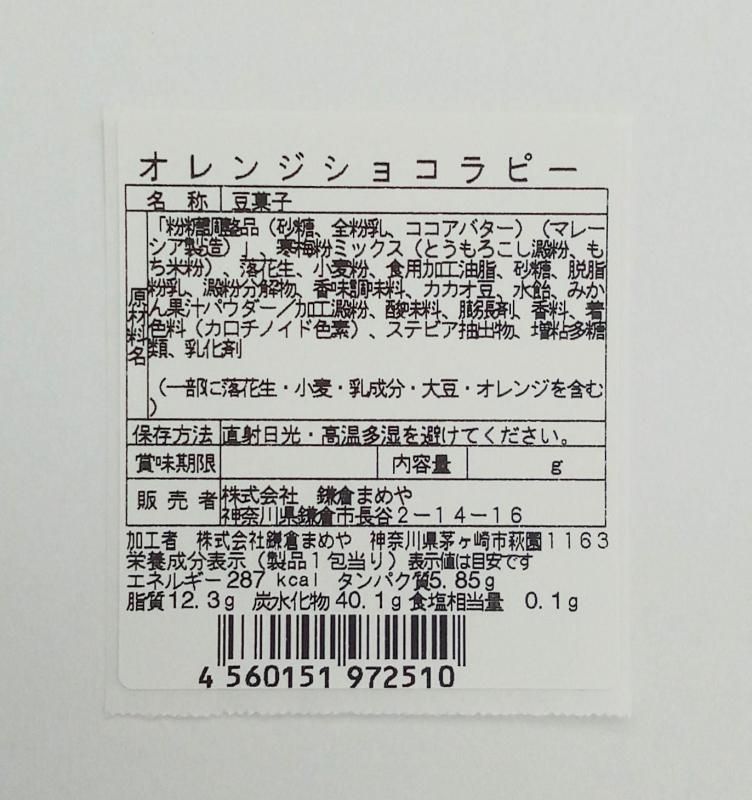 オレンジショコラピー
名称 豆菓子
原材料名
「粉糖調整品(砂糖、全粉乳、ココアバター)(マレー
シア製造)」、寒梅粉ミックス(とうもろこし澱粉、も
ち米粉)、落花生、小麦粉、食用加工油脂、砂糖、脱脂
粉乳、澱粉分解物、香味調味料、カカオ豆、水飴、みか
ん果汁パウダー/加工澱粉、酸味料、膨脹剤、香料、着
色料(カロチノイド色素)、ステビア抽出物、増粘多糖
類、乳化剤
(一部に落花生・小麦・乳成分・大豆・オレンジを含む
)
保存方法 直射日光・高温多湿を避けてください。
賞味期限 内容量 g
販売者 株式会社 鎌倉まめや
神奈川県鎌倉市長谷2-14-16
加工者 株式会社鎌倉まめや 神奈川県茅ヶ崎市萩園1163
栄養成分表示(製品1包当り)表示値は目安です
エネルギー287 kcal タンパク質5.85g
脂質12.3g 炭水化物40.1g 食塩相当量 0.1g
4 560151 972510